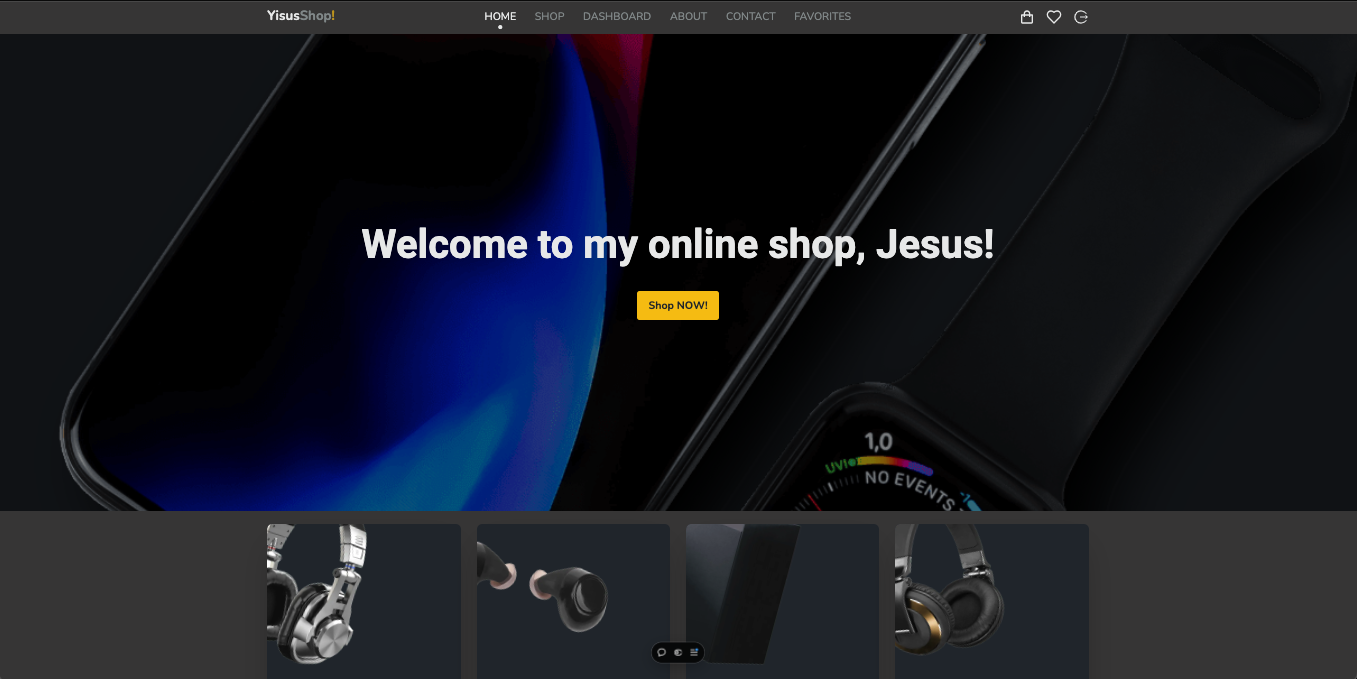 YisusShop!
HOME SHOP DASHBOARD ABOUT CONTACT FAVORITES
Welcome to my online shop, Jesus!
Shop NOW!
1,0
UVI
NO EVENTS